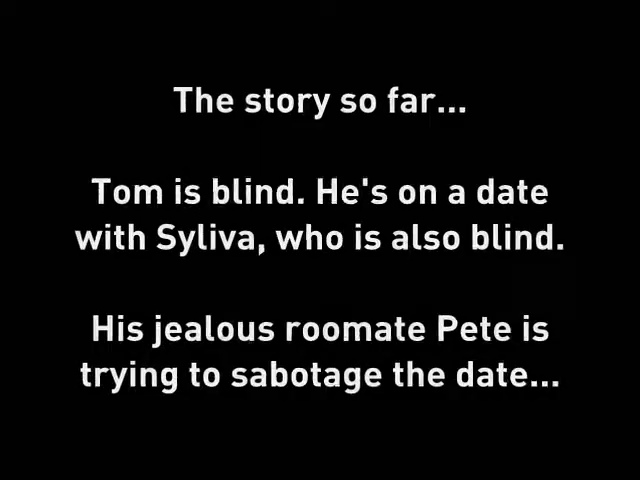 The story so far...
Tom is blind. He's on a date
with Syliva, who is also blind.
His jealous roomate Pete is
trying to sabotage the date...